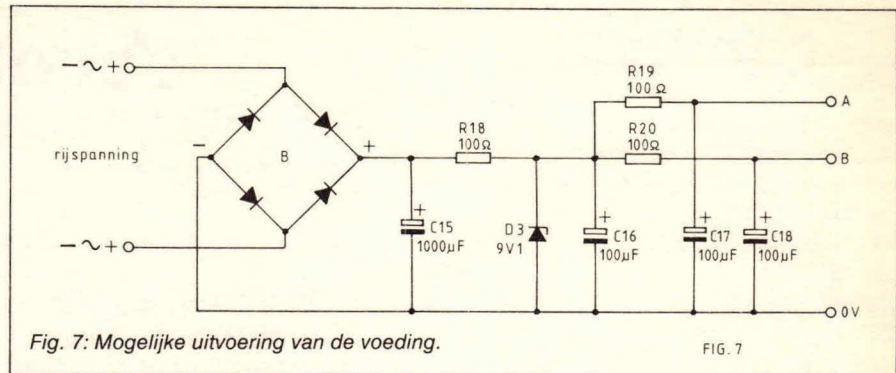 − ~ +
rijspanning
− ~ +
−
B
+
R18
100Ω
+
C15
1000µF
D3
9V1
R19
100Ω
R20
100Ω
+
C16
100µF
+
C17
100µF
+
C18
100µF
A
B
0V
Fig. 7: Mogelijke uitvoering van de voeding.
FIG. 7